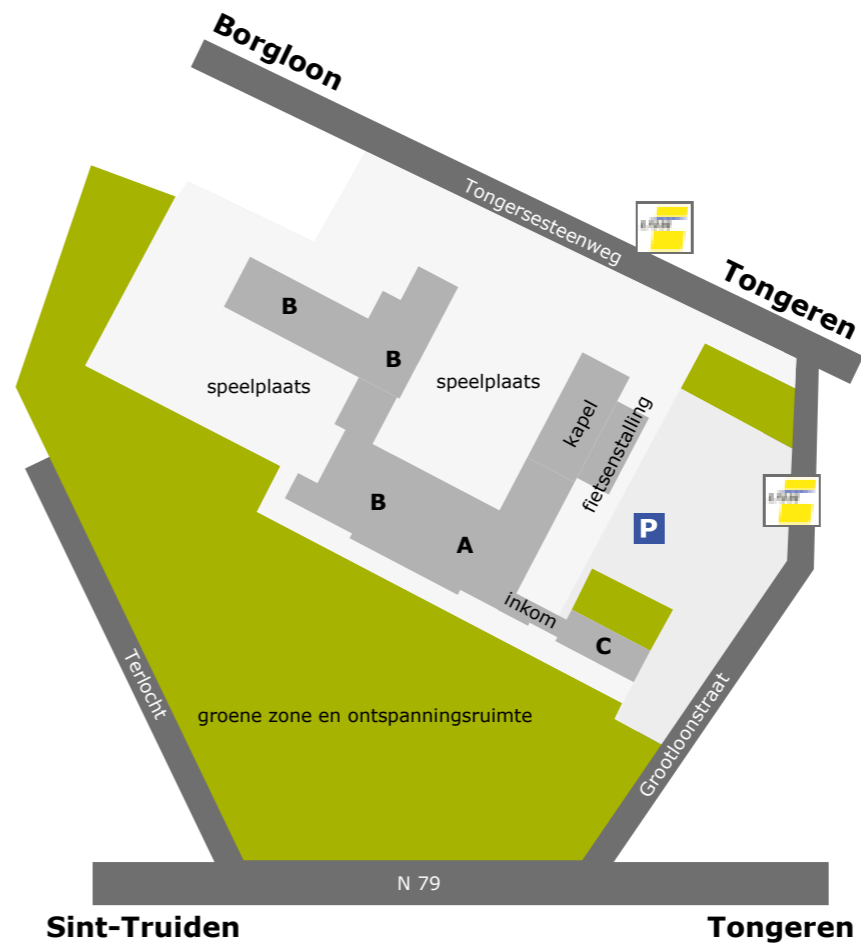 Borgloon
Tongersesteenweg
Tongeren
B
B
speelplaats
speelplaats
kapel
fietsenstalling
B
A
P
inkom
C
Terlocht
groene zone en ontspanningsruimte
Grootloonstraat
N 79
Sint-Truiden
Tongeren